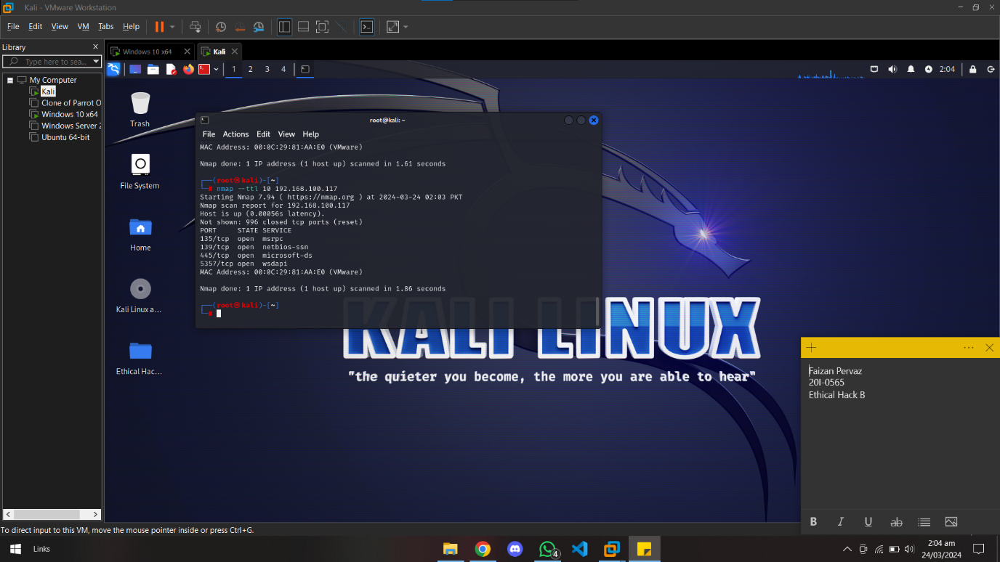 Kali - VMware Workstation
File Edit View VM Tabs Help
Library
Type here to sea...
My Computer
Kali
Clone of Parrot O
Windows 10 x64
Windows Server 2
Ubuntu 64-bit
Windows 10 x64
Kali
1 2 3 4
2:04
Trash
File System
Home
Kali Linux a...
Ethical Hac...
root@kali: ~
File Actions Edit View Help
MAC Address: 00:0C:29:81:AA:E0 (VMware)
Nmap done: 1 IP address (1 host up) scanned in 1.61 seconds
┌──(root㉿kali)-[~]
└─# nmap --ttl 10 192.168.100.117
Starting Nmap 7.94 ( https://nmap.org ) at 2024-03-24 02:03 PKT
Nmap scan report for 192.168.100.117
Host is up (0.00056s latency).
Not shown: 996 closed tcp ports (reset)
PORT     STATE SERVICE
135/tcp  open  msrpc
139/tcp  open  netbios-ssn
445/tcp  open  microsoft-ds
5357/tcp open  wsdapi
MAC Address: 00:0C:29:81:AA:E0 (VMware)
Nmap done: 1 IP address (1 host up) scanned in 1.86 seconds
┌──(root㉿kali)-[~]
└─#
KALI LINUX
"the quieter you become, the more you are able to hear"
Faizan Pervaz
20I-0565
Ethical Hack B
B I U ab
To direct input to this VM, move the mouse pointer inside or press Ctrl+G.
Links
4
2:04 am
24/03/2024